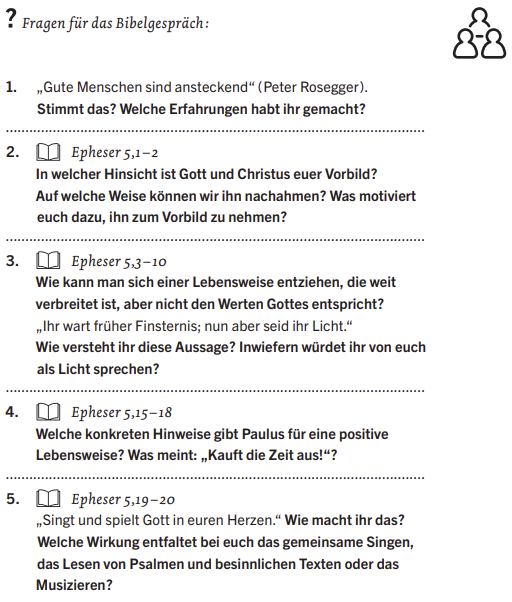 ? Fragen für das Bibelgespräch:
1. „Gute Menschen sind ansteckend“ (Peter Rosegger).
Stimmt das? Welche Erfahrungen habt ihr gemacht?
2. Epheser 5,1–2
In welcher Hinsicht ist Gott und Christus euer Vorbild?
Auf welche Weise können wir ihn nachahmen? Was motiviert
euch dazu, ihn zum Vorbild zu nehmen?
3. Epheser 5,3–10
Wie kann man sich einer Lebensweise entziehen, die weit
verbreitet ist, aber nicht den Werten Gottes entspricht?
„Ihr wart früher Finsternis; nun aber seid ihr Licht.“
Wie versteht ihr diese Aussage? Inwiefern würdet ihr von euch
als Licht sprechen?
4. Epheser 5,15–18
Welche konkreten Hinweise gibt Paulus für eine positive
Lebensweise? Was meint: „Kauft die Zeit aus!“?
5. Epheser 5,19–20
„Singt und spielt Gott in euren Herzen.“ Wie macht ihr das?
Welche Wirkung entfaltet bei euch das gemeinsame Singen,
das Lesen von Psalmen und besinnlichen Texten oder das
Musizieren?